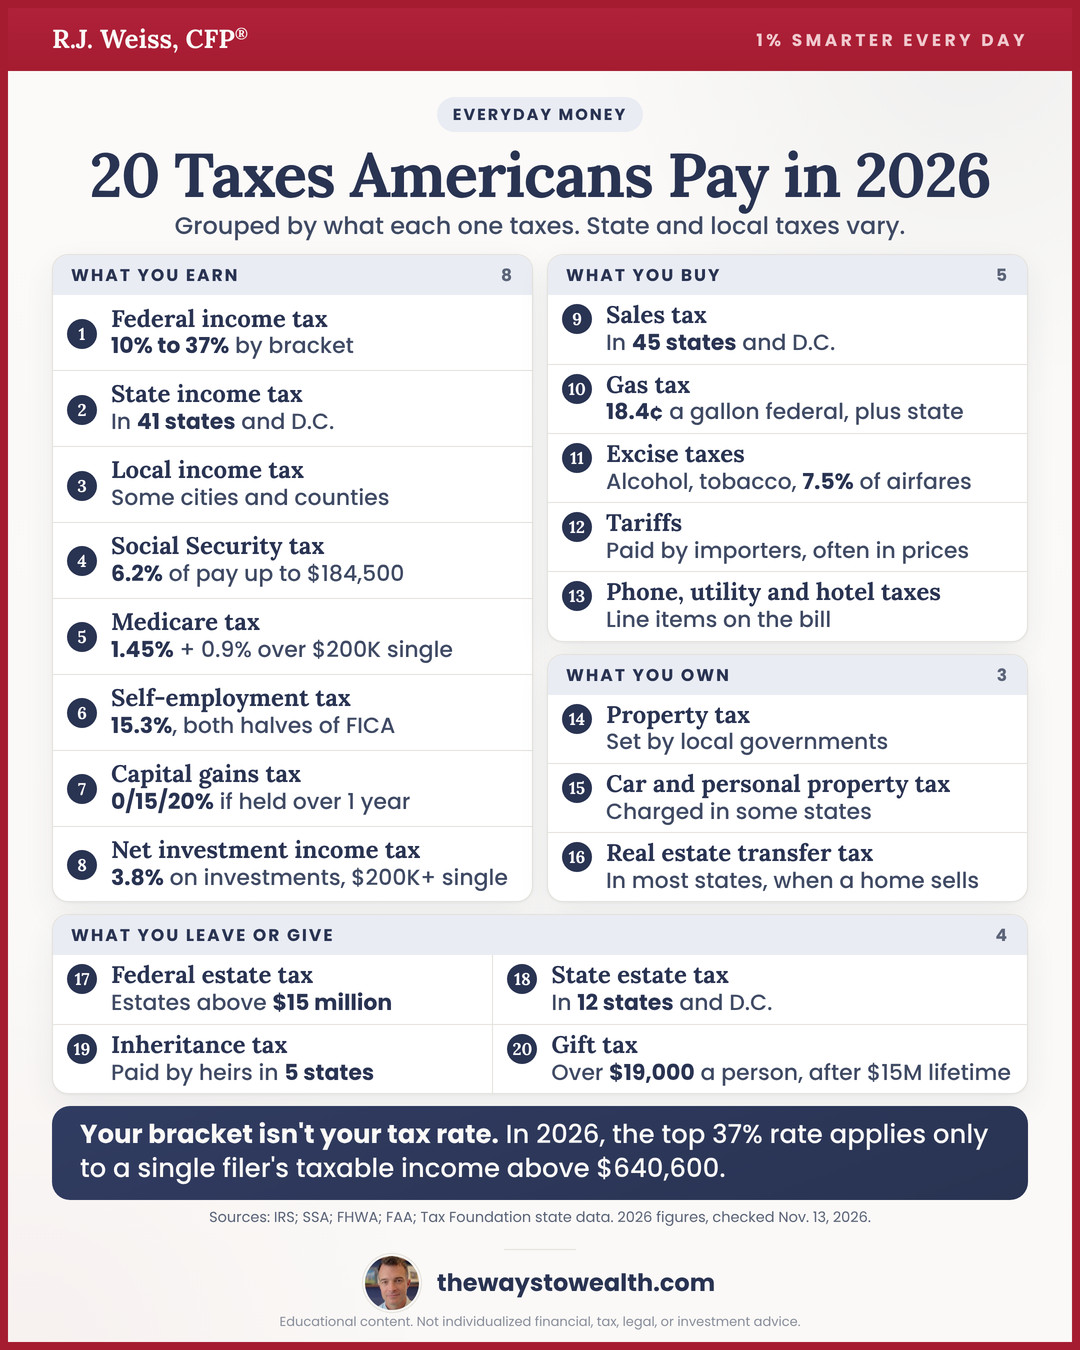 R.J. Weiss, CFP®
1% SMARTER EVERY DAY
EVERYDAY MONEY
20 Taxes Americans Pay in 2026
Grouped by what each one taxes. State and local taxes vary.
WHAT YOU EARN 8
1 Federal income tax
10% to 37% by bracket
2 State income tax
In 41 states and D.C.
3 Local income tax
Some cities and counties
4 Social Security tax
6.2% of pay up to $184,500
5 Medicare tax
1.45% + 0.9% over $200K single
6 Self-employment tax
15.3%, both halves of FICA
7 Capital gains tax
0/15/20% if held over 1 year
8 Net investment income tax
3.8% on investments, $200K+ single
WHAT YOU BUY 5
9 Sales tax
In 45 states and D.C.
10 Gas tax
18.4¢ a gallon federal, plus state
11 Excise taxes
Alcohol, tobacco, 7.5% of airfares
12 Tariffs
Paid by importers, often in prices
13 Phone, utility and hotel taxes
Line items on the bill
WHAT YOU OWN 3
14 Property tax
Set by local governments
15 Car and personal property tax
Charged in some states
16 Real estate transfer tax
In most states, when a home sells
WHAT YOU LEAVE OR GIVE 4
17 Federal estate tax
Estates above $15 million
18 State estate tax
In 12 states and D.C.
19 Inheritance tax
Paid by heirs in 5 states
20 Gift tax
Over $19,000 a person, after $15M lifetime
Your bracket isn't your tax rate. In 2026, the top 37% rate applies only
to a single filer's taxable income above $640,600.
Sources: IRS; SSA; FHWA; FAA; Tax Foundation state data. 2026 figures, checked Nov. 13, 2026.
thewaystowealth.com
Educational content. Not individualized financial, tax, legal, or investment advice.